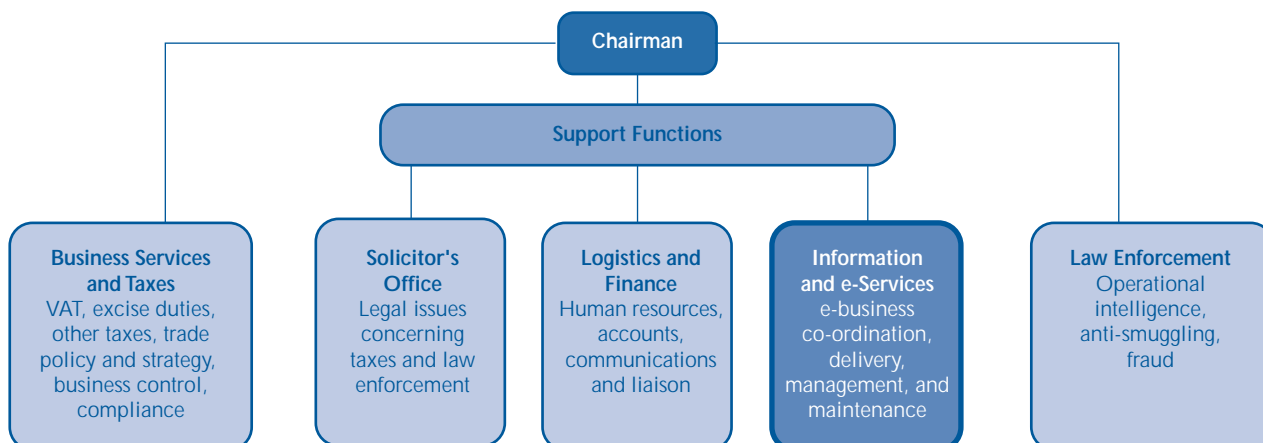 Chairman
Support Functions
Business Services
and Taxes
VAT, excise duties,
other taxes, trade
policy and strategy,
business control,
compliance
Solicitor's
Office
Legal issues
concerning
taxes and law
enforcement
Logistics and
Finance
Human resources,
accounts,
communications
and liaison
Information
and e-Services
e-business
co-ordination,
delivery,
management, and
maintenance
Law Enforcement
Operational
intelligence,
anti-smuggling,
fraud